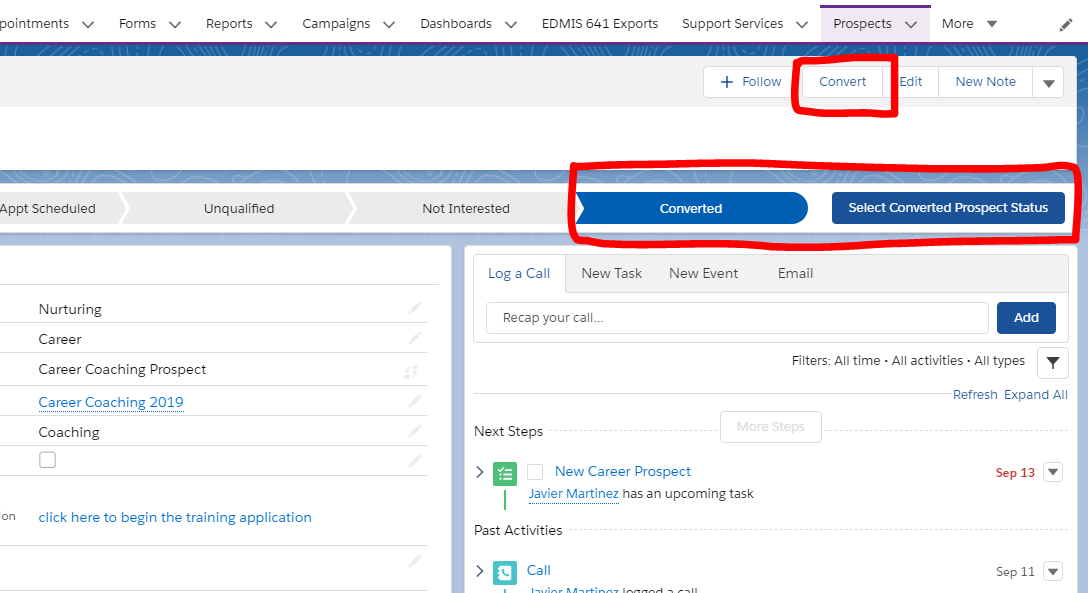 pointments Forms Reports Campaigns Dashboards EDMIS 641 Exports Support Services Prospects More
Follow Convert Edit New Note
Appt Scheduled Unqualified Not Interested Converted Select Converted Prospect Status
Log a Call New Task New Event Email
Nurturing
Recap your call... Add
Career
Filters: All time • All activities • All types
Career Coaching Prospect
Refresh Expand All
Career Coaching 2019
More Steps
Coaching
Next Steps
New Career Prospect Sep 13
Javier Martinez has an upcoming task
ion click here to begin the training application
Past Activities
Call Sep 11
Javier Martinez logged a call